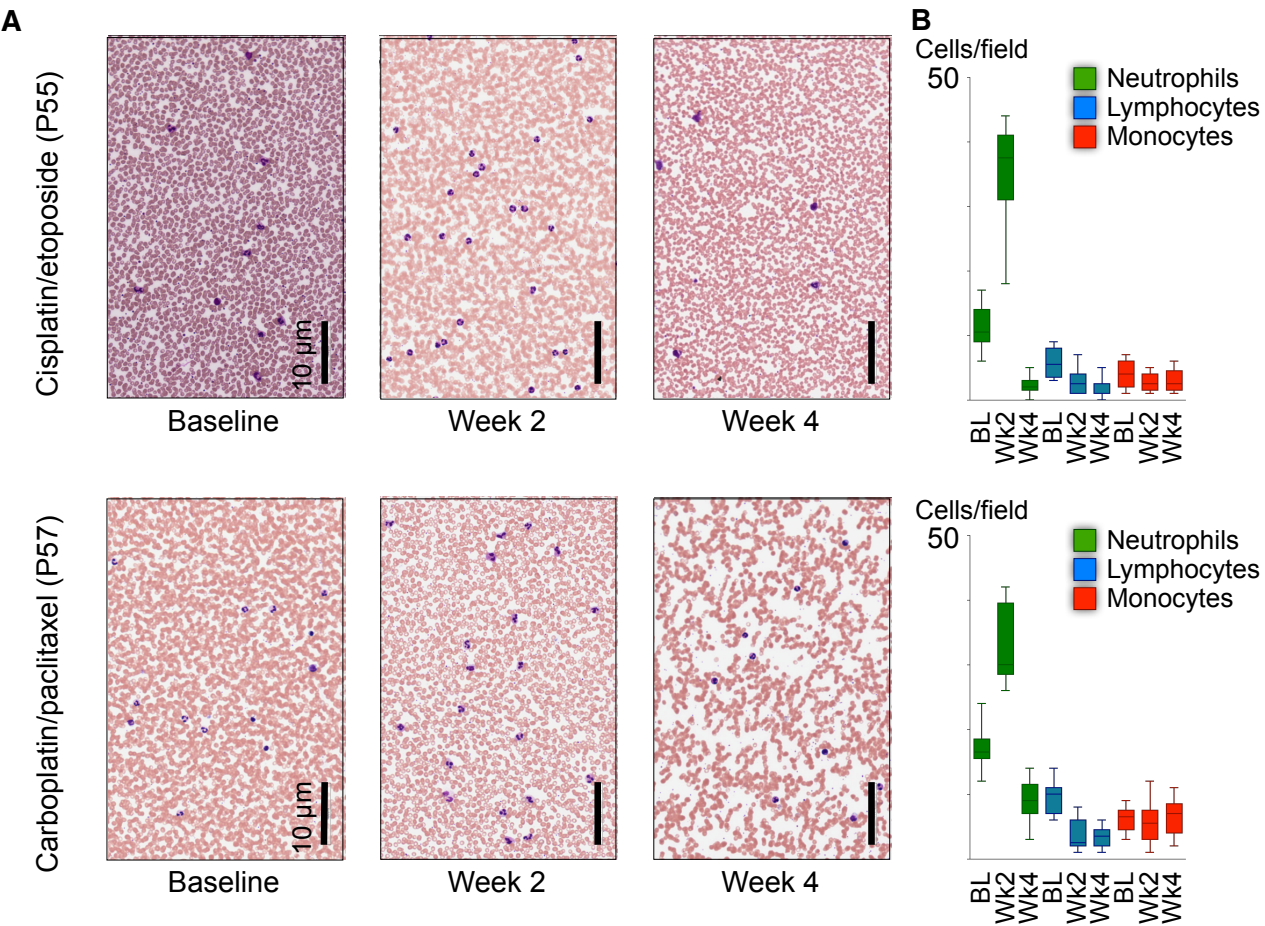 A
B
Cisplatin/etoposide (P55)
10 µm
Baseline
Week 2
Week 4
Cells/field
50
Neutrophils
Lymphocytes
Monocytes
BL
Wk2
Wk4
BL
Wk2
Wk4
BL
Wk2
Wk4
Carboplatin/paclitaxel (P57)
10 µm
Baseline
Week 2
Week 4
Cells/field
50
Neutrophils
Lymphocytes
Monocytes
BL
Wk2
Wk4
BL
Wk2
Wk4
BL
Wk2
Wk4